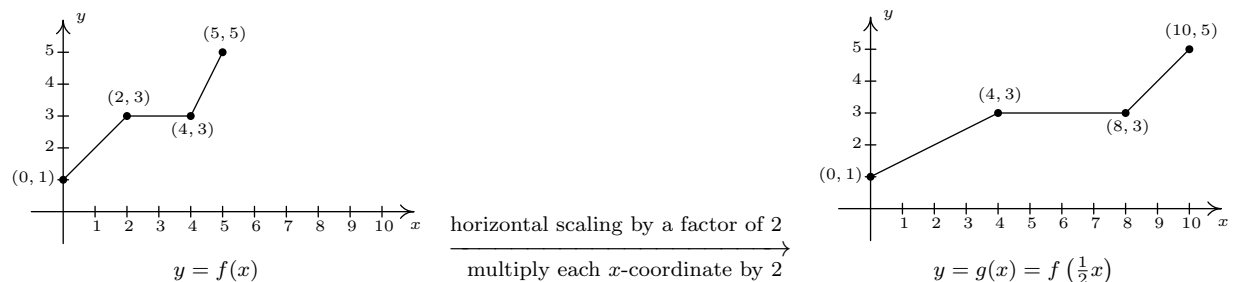 y
(5, 5)
5
4
(2, 3)
3
(4, 3)
2
(0, 1)
1 2 3 4 5 6 7 8 9 10 x
y = f(x)
horizontal scaling by a factor of 2
multiply each x-coordinate by 2
y
(10, 5)
5
4
(4, 3)
3
(8, 3)
2
(0, 1)
1 2 3 4 5 6 7 8 9 10 x
y = g(x) = f (1/2 x)